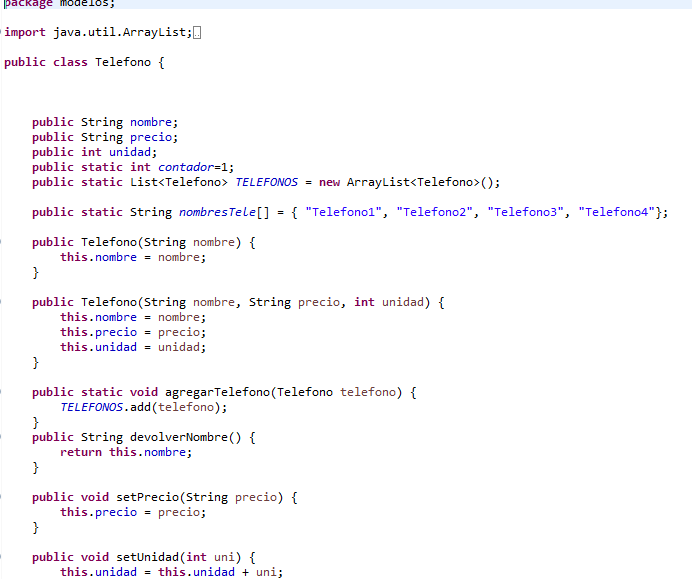 package modelos;
import java.util.ArrayList;
public class Telefono {
public String nombre;
public String precio;
public int unidad;
public static int contador=1;
public static List<Telefono> TELEFONOS = new ArrayList<Telefono>();
public static String nombresTele[] = { "Telefono1", "Telefono2", "Telefono3", "Telefono4"};
public Telefono(String nombre) {
this.nombre = nombre;
}
public Telefono(String nombre, String precio, int unidad) {
this.nombre = nombre;
this.precio = precio;
this.unidad = unidad;
}
public static void agregarTelefono(Telefono telefono) {
TELEFONOS.add(telefono);
}
public String devolverNombre() {
return this.nombre;
}
public void setPrecio(String precio) {
this.precio = precio;
}
public void setUnidad(int uni) {
this.unidad = this.unidad + uni;